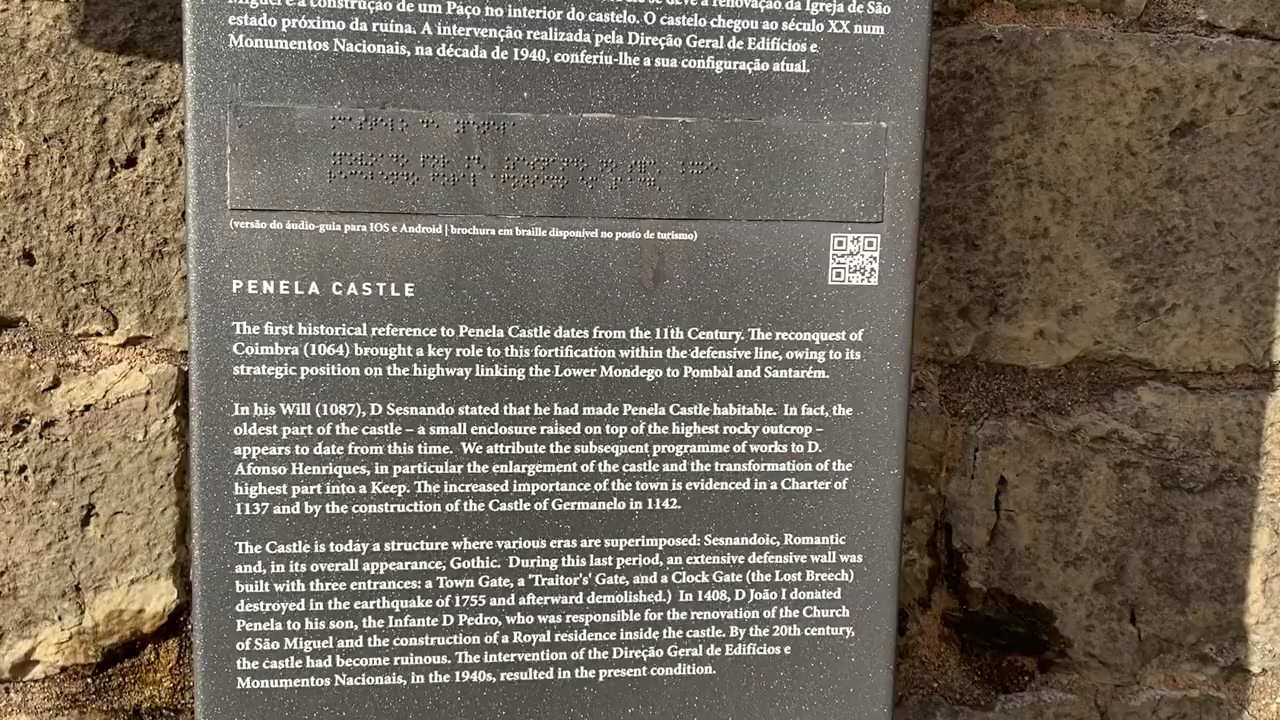 se deve a renovação da Igreja de São
Miguel e a construção de um Paço no interior do castelo. O castelo chegou ao século XX num
estado próximo da ruína. A intervenção realizada pela Direção Geral de Edifícios e
Monumentos Nacionais, na década de 1940, conferiu-lhe a sua configuração atual.
(versão do áudio-guia para IOS e Android | brochura em braille disponível no posto de turismo)
PENELA CASTLE
The first historical reference to Penela Castle dates from the 11th Century. The reconquest of
Coimbra (1064) brought a key role to this fortification within the defensive line, owing to its
strategic position on the highway linking the Lower Mondego to Pombal and Santarém.
In his Will (1087), D Sesnando stated that he had made Penela Castle habitable. In fact, the
oldest part of the castle – a small enclosure raised on top of the highest rocky outcrop –
appears to date from this time. We attribute the subsequent programme of works to D.
Afonso Henriques, in particular the enlargement of the castle and the transformation of the
highest part into a Keep. The increased importance of the town is evidenced in a Charter of
1137 and by the construction of the Castle of Germanelo in 1142.
The Castle is today a structure where various eras are superimposed: Sesnandoic, Romantic
and, in its overall appearance, Gothic. During this last period, an extensive defensive wall was
built with three entrances: a Town Gate, a 'Traitor's' Gate, and a Clock Gate (the Lost Breech)
destroyed in the earthquake of 1755 and afterward demolished.) In 1408, D João I donated
Penela to his son, the Infante D Pedro, who was responsible for the renovation of the Church
of São Miguel and the construction of a Royal residence inside the castle. By the 20th century,
the castle had become ruinous. The intervention of the Direção Geral de Edifícios e
Monumentos Nacionais, in the 1940s, resulted in the present condition.